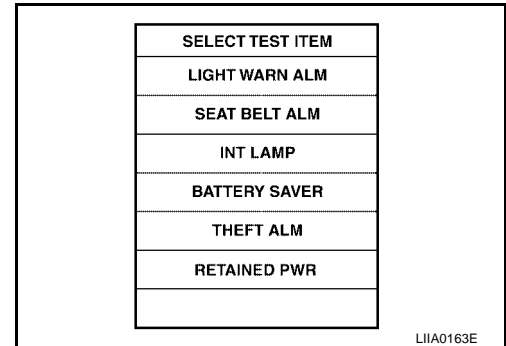 SELECT TEST ITEM
LIGHT WARN ALM
SEAT BELT ALM
INT LAMP
BATTERY SAVER
THEFT ALM
RETAINED PWR
LIIA0163E